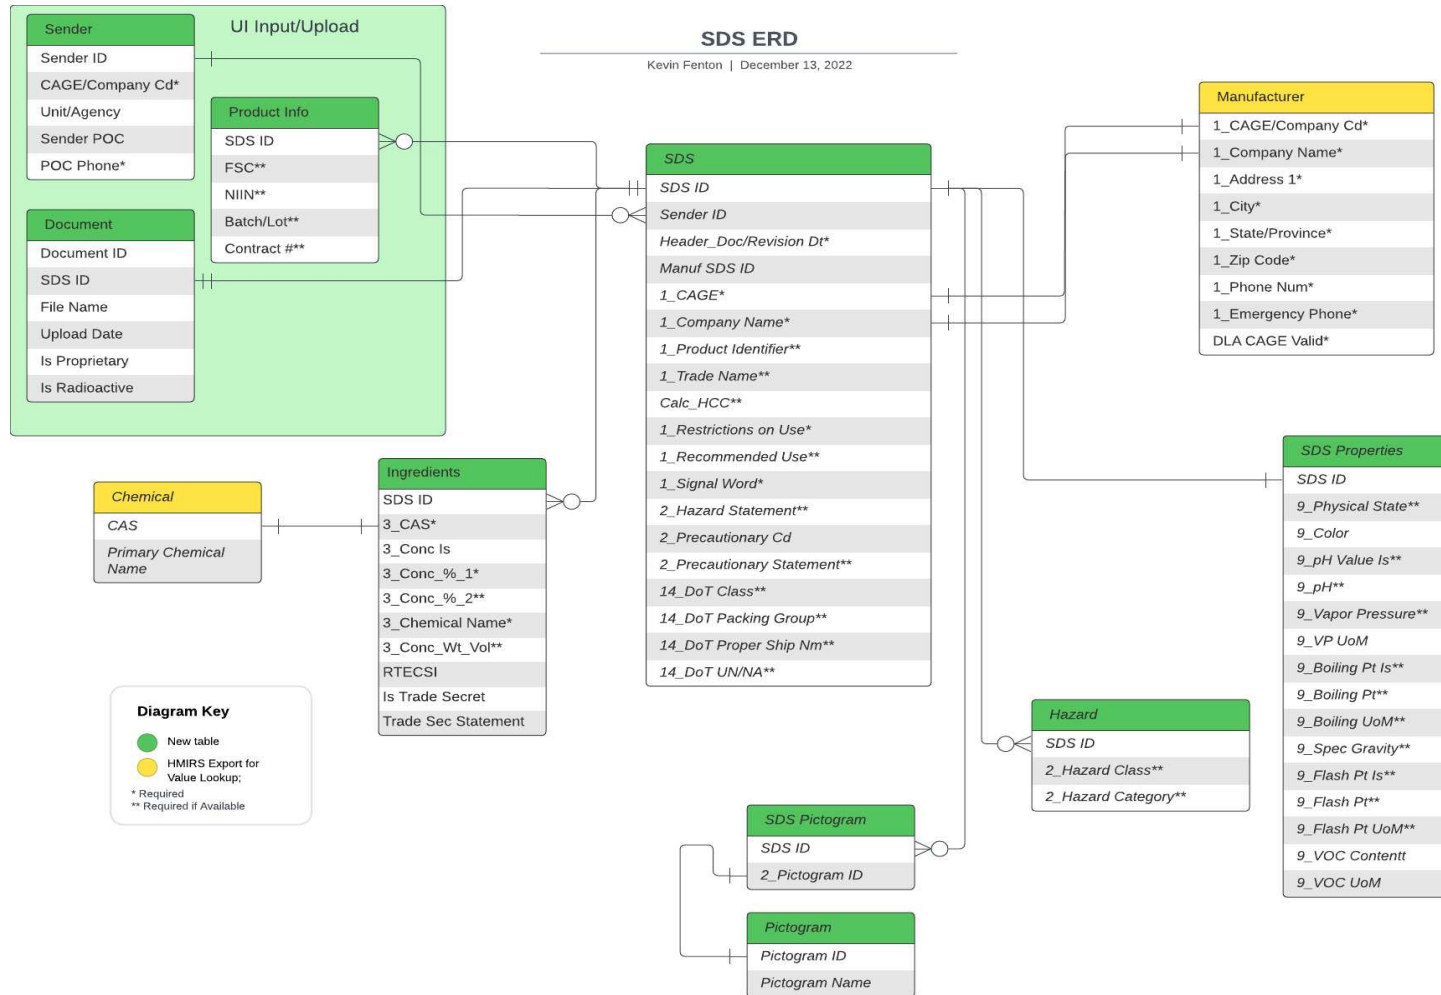 SDS ERD
Kevin Fenton | December 13, 2022
UI Input/Upload
Sender
Sender ID
CAGE/Company Cd*
Unit/Agency
Sender POC
POC Phone*
Product Info
SDS ID
FSC**
NIIN**
Batch/Lot**
Contract #**
Document
Document ID
SDS ID
File Name
Upload Date
Is Proprietary
Is Radioactive
SDS
SDS ID
Sender ID
Header_Doc/Revision Dt*
Manuf SDS ID
1_CAGE*
1_Company Name*
1_Product Identifier**
1_Trade Name**
Calc_HCC**
1_Restrictions on Use*
1_Recommended Use**
1_Signal Word*
2_Hazard Statement**
2_Precautionary Cd
2_Precautionary Statement**
14_DoT Class**
14_DoT Packing Group**
14_DoT Proper Ship Nm**
14_DoT UN/NA**
Manufacturer
1_CAGE/Company Cd*
1_Company Name*
1_Address 1*
1_City*
1_State/Province*
1_Zip Code*
1_Phone Num*
1_Emergency Phone*
DLA CAGE Valid*
Chemical
CAS
Primary Chemical
Name
Ingredients
SDS ID
3_CAS*
3_Conc Is
3_Conc_%_1*
3_Conc_%_2**
3_Chemical Name*
3_Conc_Wt_Vol**
RTECSI
Is Trade Secret
Trade Sec Statement
SDS Properties
SDS ID
9_Physical State**
9_Color
9_pH Value Is**
9_pH**
9_Vapor Pressure**
9_VP UoM
9_Boiling Pt Is**
9_Boiling Pt**
9_Boiling UoM**
9_Spec Gravity**
9_Flash Pt Is**
9_Flash Pt**
9_Flash Pt UoM**
9_VOC Contentt
9_VOC UoM
Hazard
SDS ID
2_Hazard Class**
2_Hazard Category**
SDS Pictogram
SDS ID
2_Pictogram ID
Pictogram
Pictogram ID
Pictogram Name
Diagram Key
New table
HMIRS Export for
Value Lookup;
* Required
** Required if Available